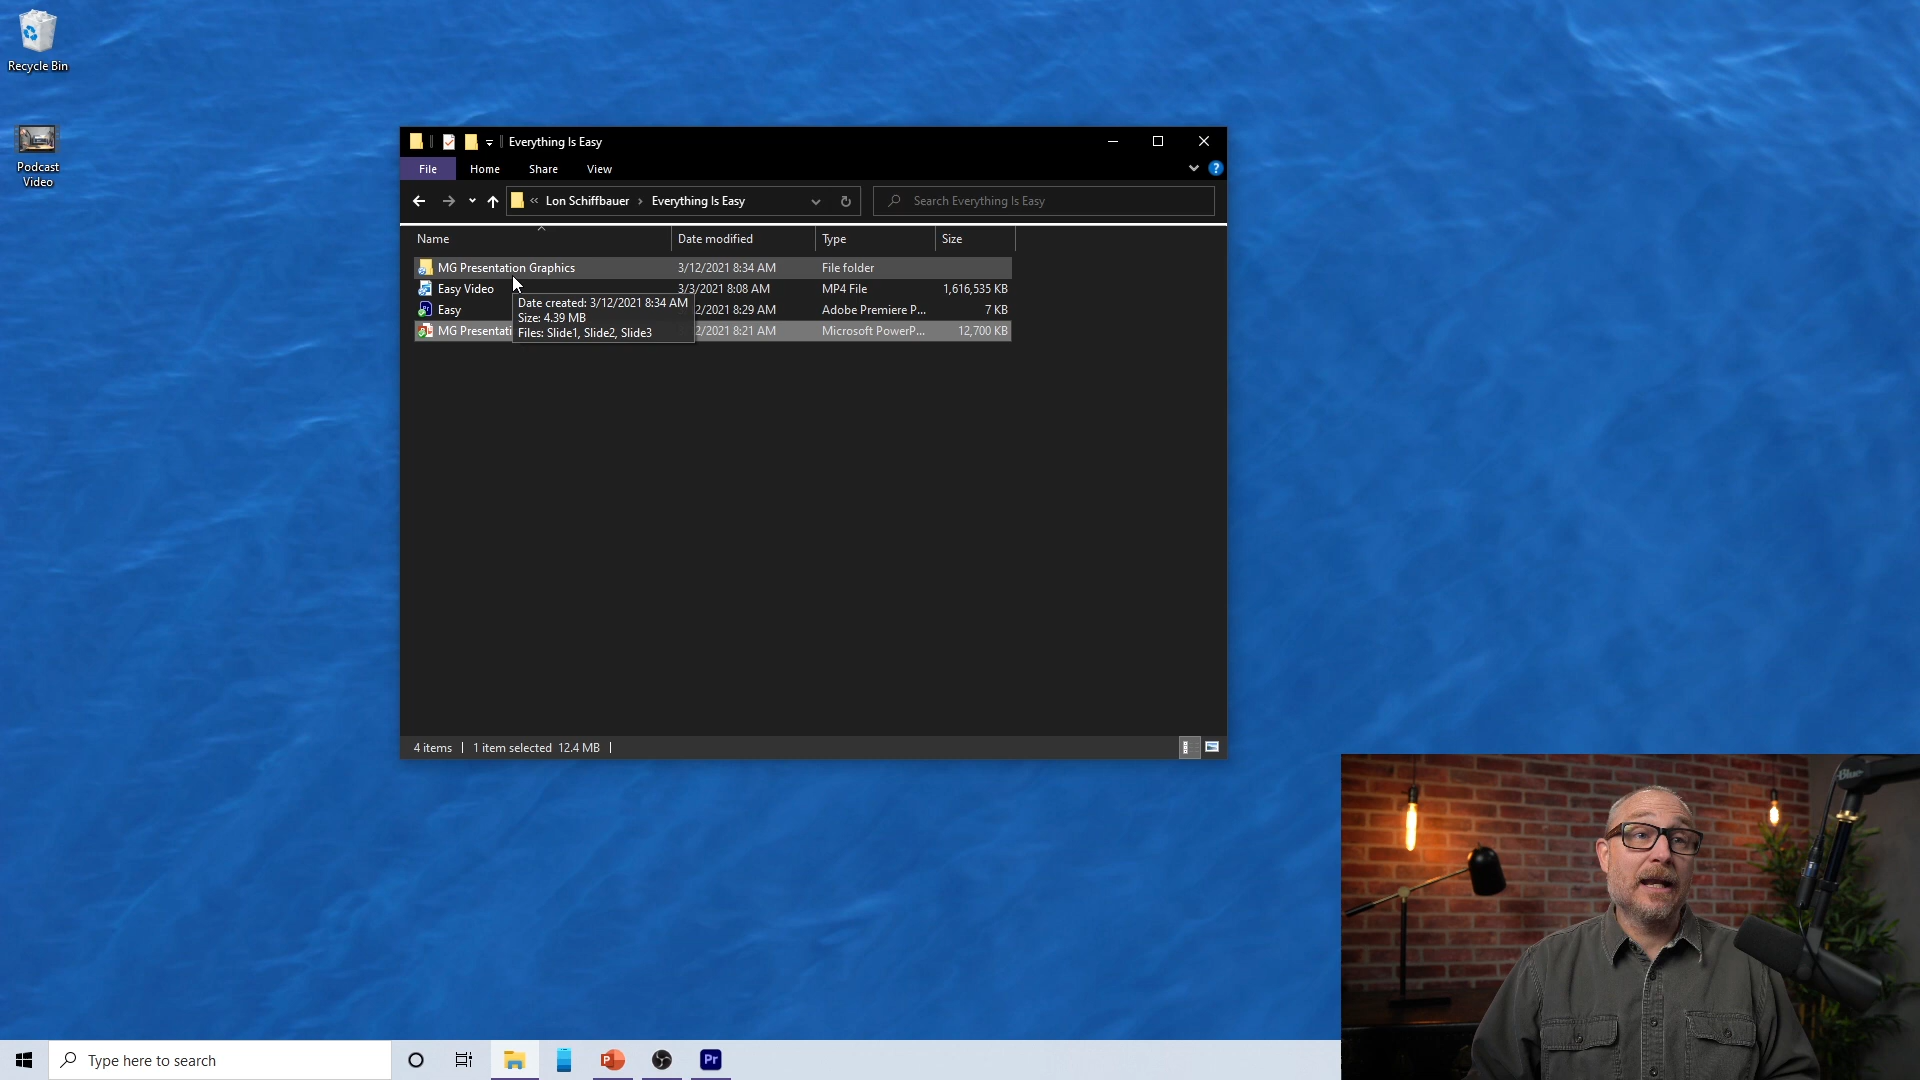 Recycle Bin
Podcast
Video
Everything Is Easy
File
Home
Share
View
?
« Lon Schiffbauer › Everything Is Easy
Search Everything Is Easy
Name
Date modified
Type
Size
MG Presentation Graphics
3/12/2021 8:34 AM
File folder
Easy Video
3/3/2021 8:08 AM
MP4 File
1,616,535 KB
Easy
2/2021 8:29 AM
Adobe Premiere P...
7 KB
MG Presentati
2/2021 8:21 AM
Microsoft PowerP...
12,700 KB
Date created: 3/12/2021 8:34 AM
Size: 4.39 MB
Files: Slide1, Slide2, Slide3
4 items
1 item selected 12.4 MB
Blue
Type here to search
P
Pr